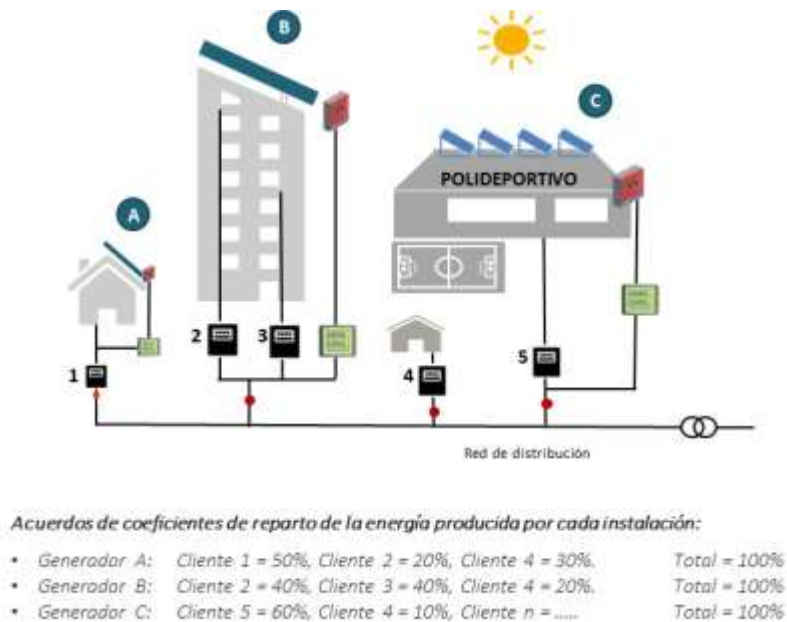 B
C
POLIDEPORTIVO
A
2
3
5
1
4
Red de distribución
Acuerdos de coeficientes de reparto de la energía producida por cada instalación:
• Generador A: Cliente 1 = 50%, Cliente 2 = 20%, Cliente 4 = 30%. Total = 100%
• Generador B: Cliente 2 = 40%, Cliente 3 = 40%, Cliente 4 = 20%. Total = 100%
• Generador C: Cliente 5 = 60%, Cliente 4 = 10%, Cliente n = ..... Total = 100%